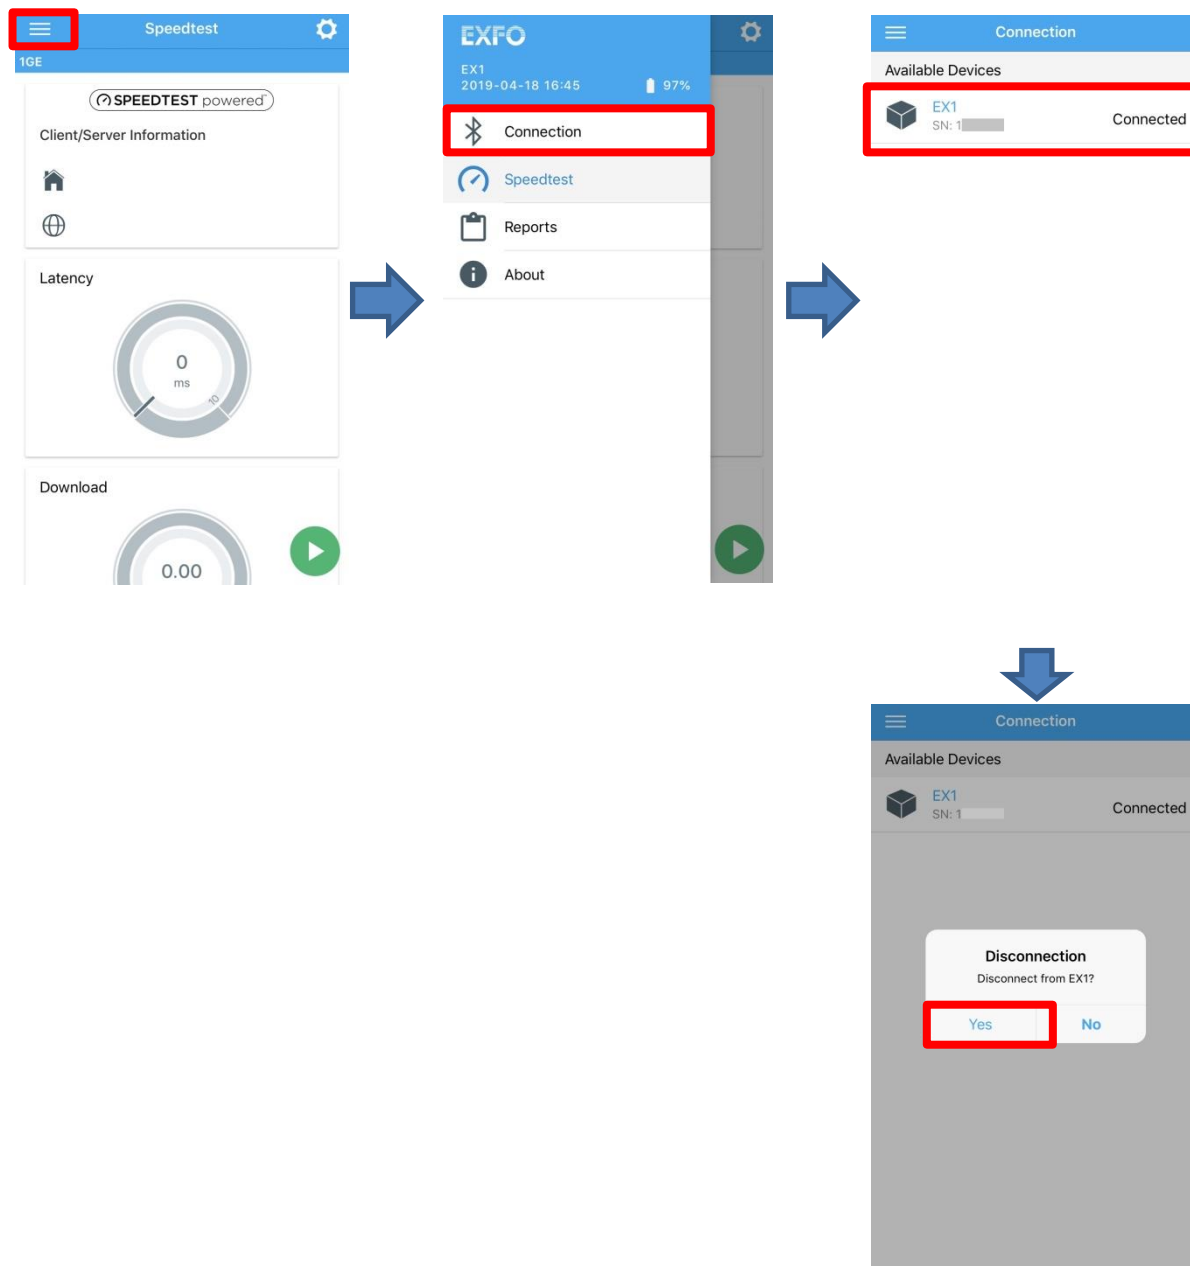 Speedtest
1GE
SPEEDTEST powered™
Client/Server Information
Latency
0
ms
10
Download
0.00
EXFO
EX1
2019-04-18 16:45 97%
Connection
Speedtest
Reports
About
Connection
Available Devices
EX1
SN: 1
Connected
Connection
Available Devices
EX1
SN: 1
Connected
Disconnection
Disconnect from EX1?
Yes No